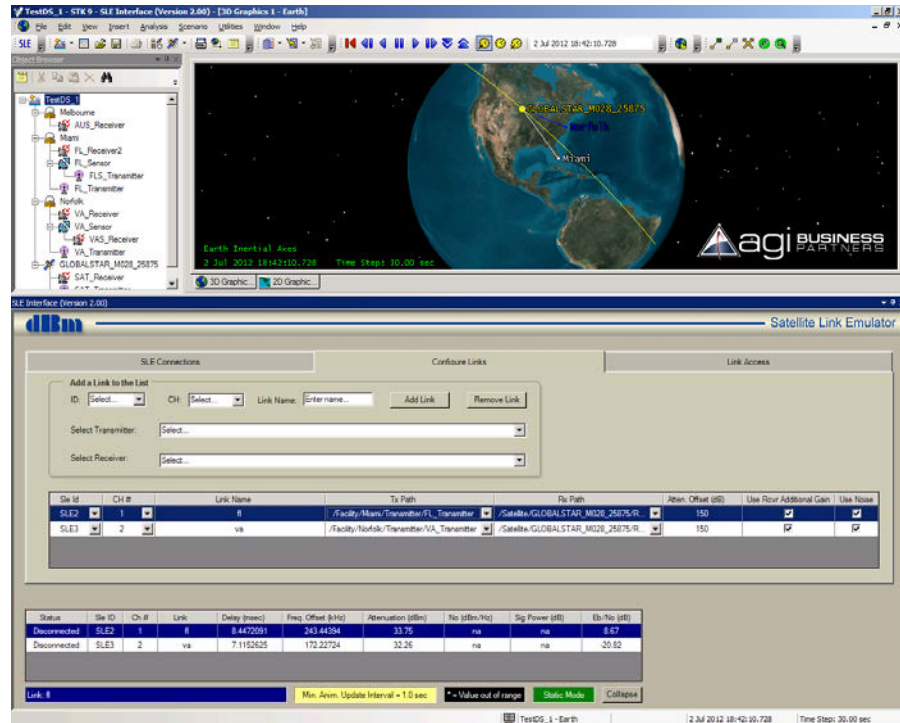 TestDS_1 - STK 9 - SLE Interface (Version 2.00) - [3D Graphics 1 - Earth]
File Edit View Insert Analysis Scenario Utilities Window Help
SLE 2 Jul 2012 18:42:10.728
Object Browser
TestDS_1
Melbourne
AUS_Receiver
Miami
FL_Receiver2
FL_Sensor
FLS_Transmitter
FL_Transmitter
Norfolk
VA_Receiver
VA_Sensor
VAS_Receiver
VA_Transmitter
GLOBALSTAR_M028_25875
SAT_Receiver
SAT_Transmitter
GLOBALSTAR_M028_25875
Norfolk
Miami
Earth Inertial Axes
2 Jul 2012 18:42:10.728 Time Step: 30.00 sec
agi BUSINESS PARTNERS
3D Graphic... 2D Graphic...
SLE Interface (Version 2.00)
dBm Satellite Link Emulator
SLE Connections Configure Links Link Access
Add a Link to the List
ID: Select... CH: Select... Link Name: Enter name... Add Link Remove Link
Select Transmitter: Select...
Select Receiver: Select...
Sle Id CH # Link Name Tx Path Rx Path Atten. Offset (dB) Use Rcvr Additional Gain Use Noise
SLE2 1 fl /Facility/Miami/Transmitter/FL_Transmitter /Satellite/GLOBALSTAR_M028_25875/R... 150
SLE3 2 va /Facility/Norfolk/Transmitter/VA_Transmitter /Satellite/GLOBALSTAR_M028_25875/R... 150
Status Sle ID Ch # Link Delay (msec) Freq. Offset (kHz) Attenuation (dBm) No (dBm/Hz) Sig Power (dB) Eb/No (dB)
Disconnected SLE2 1 fl 8.4472091 243.44394 33.75 na na 8.67
Disconnected SLE3 2 va 7.1152625 172.22724 32.26 na na -20.82
Link: fl Min. Anim. Update Interval = 1.0 sec * = Value out of range Static Mode Collapse
TestDS_1 - Earth 2 Jul 2012 18:42:10.728 Time Step: 30.00 sec